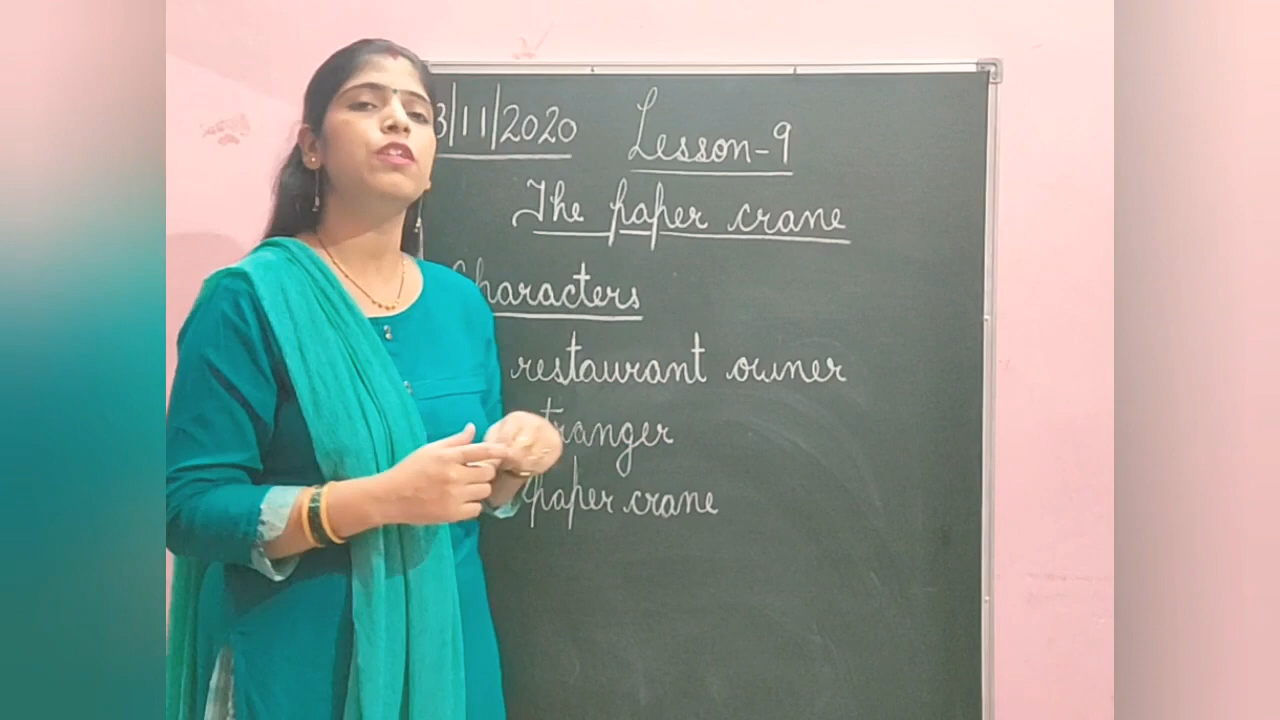 3/11/2020 Lesson-9
The paper crane
Characters
restaurant owner
tranger
paper crane